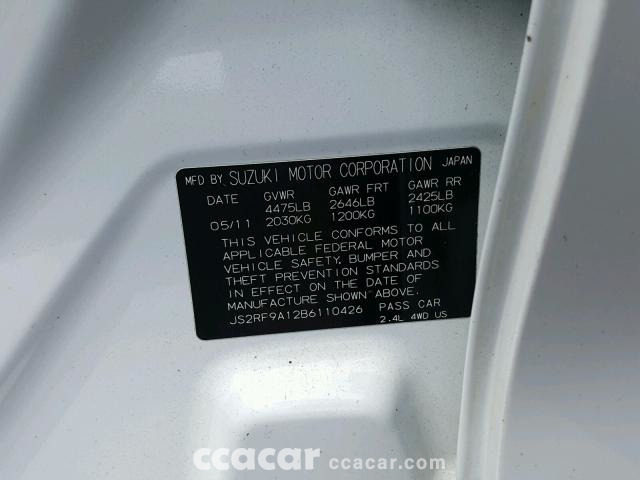 MFD BY. SUZUKI MOTOR CORPORATION JAPAN
DATE GVWR GAWR FRT GAWR RR
4475LB 2646LB 2425LB
05/11 2030KG 1200KG 1100KG
THIS VEHICLE CONFORMS TO ALL
APPLICABLE FEDERAL MOTOR
VEHICLE SAFETY, BUMPER AND
THEFT PREVENTION STANDARDS
IN EFFECT ON THE DATE OF
MANUFACTURE SHOWN ABOVE.
JS2RF9A12B6110426 PASS CAR
2.4L 4WD US
ccacar ccacar.com